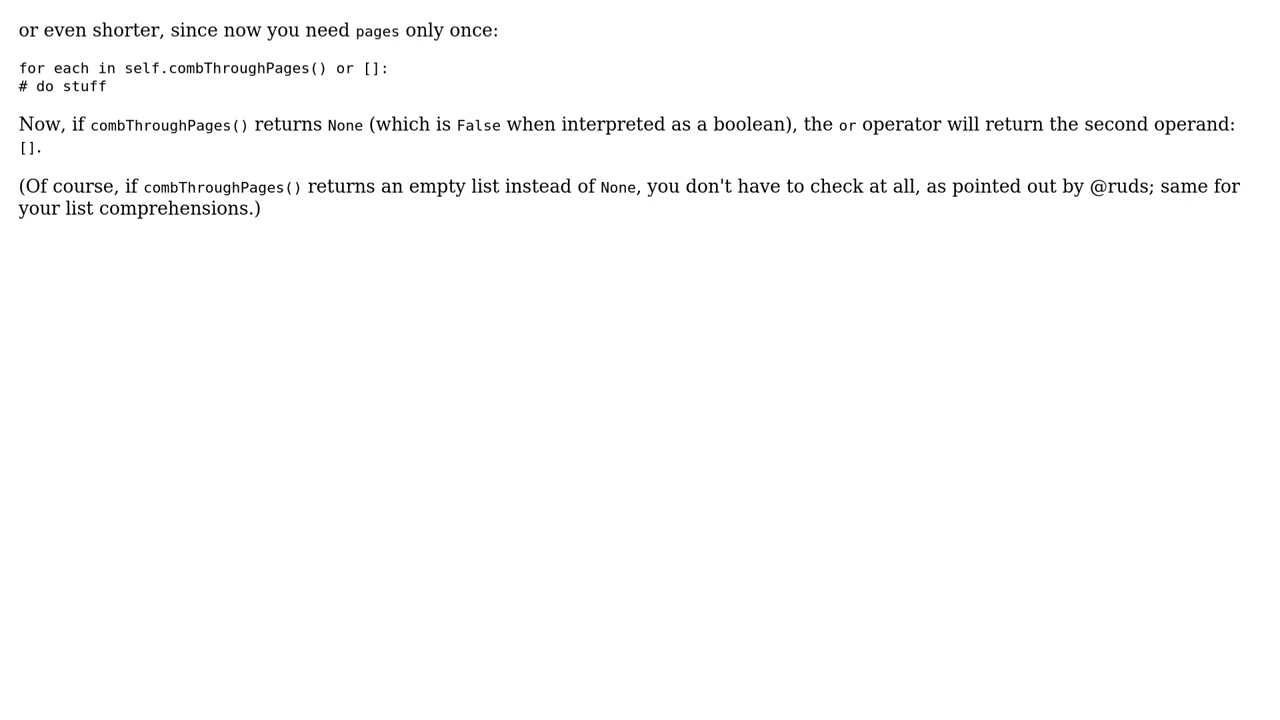 or even shorter, since now you need pages only once:
for each in self.combThroughPages() or []:
# do stuff
Now, if combThroughPages() returns None (which is False when interpreted as a boolean), the or operator will return the second operand:
[].
(Of course, if combThroughPages() returns an empty list instead of None, you don't have to check at all, as pointed out by @ruds; same for
your list comprehensions.)